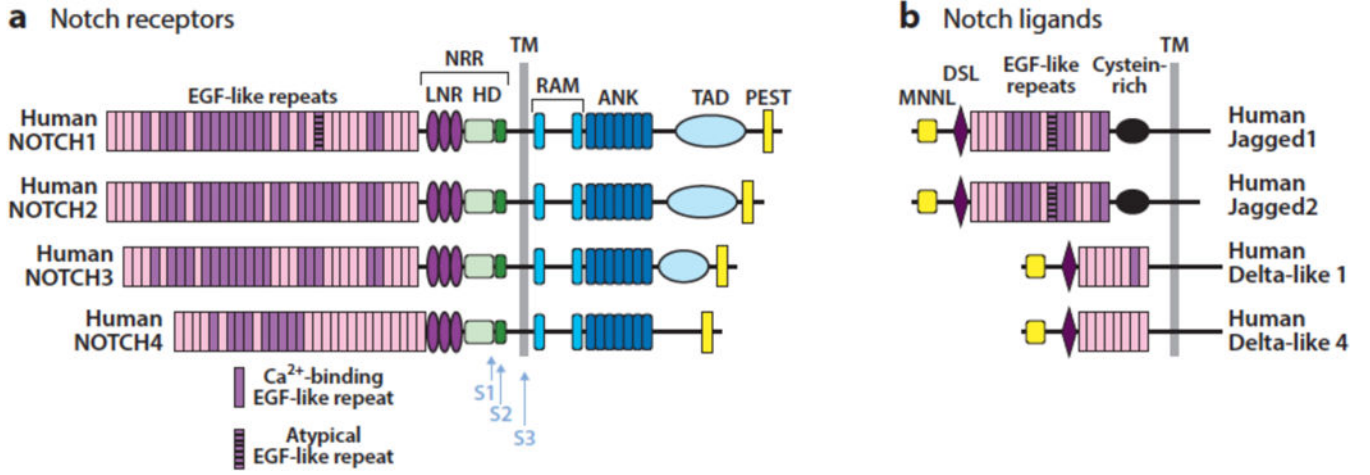 a Notch receptors
TM
NRR
EGF-like repeats
LNR HD
RAM
ANK
TAD
PEST
Human
NOTCH1
Human
NOTCH2
Human
NOTCH3
Human
NOTCH4
Ca²⁺-binding
EGF-like repeat
Atypical
EGF-like repeat
S1
S2
S3
b Notch ligands
TM
MNNL
DSL
EGF-like
repeats
Cystein-
rich
Human
Jagged1
Human
Jagged2
Human
Delta-like 1
Human
Delta-like 4